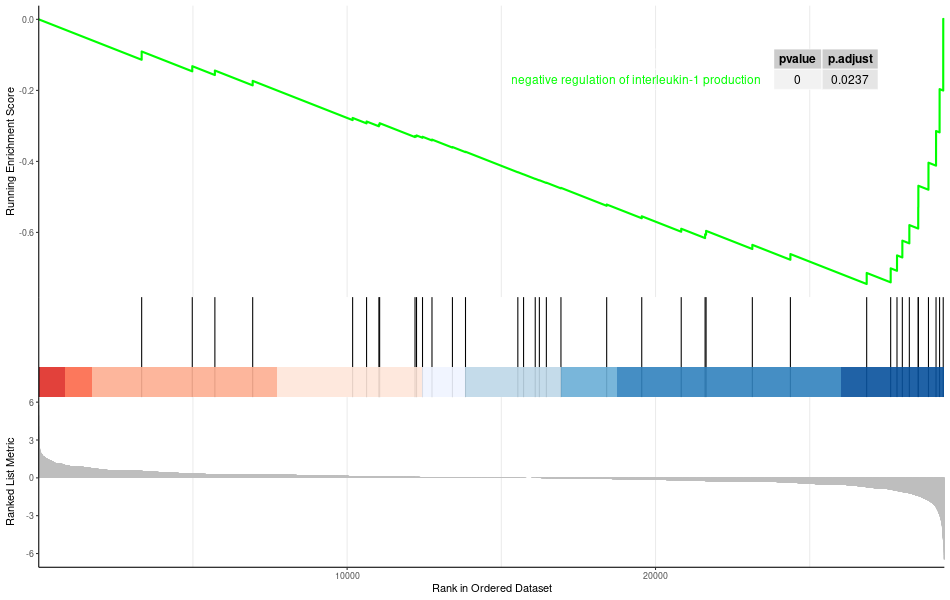 0.0
-0.2
-0.4
-0.6
Running Enrichment Score
negative regulation of interleukin-1 production
pvalue p.adjust
0 0.0237
6
3
0
-3
-6
Ranked List Metric
10000 20000
Rank in Ordered Dataset